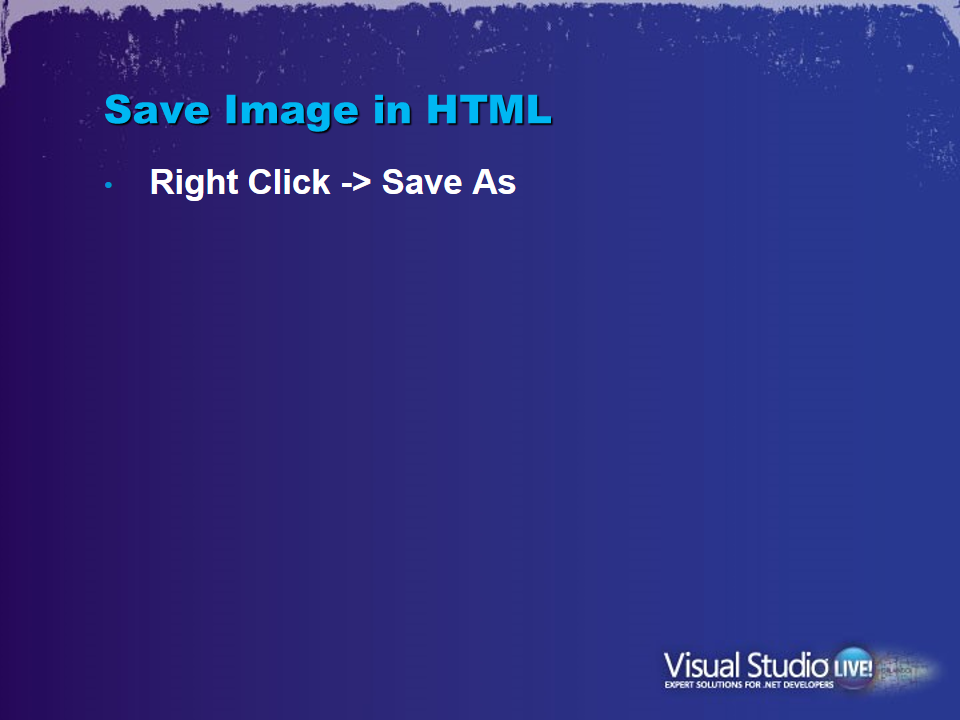 Save Image in HTML
• Right Click -> Save As
Visual Studio LIVE!
EXPERT SOLUTIONS FOR .NET DEVELOPERS